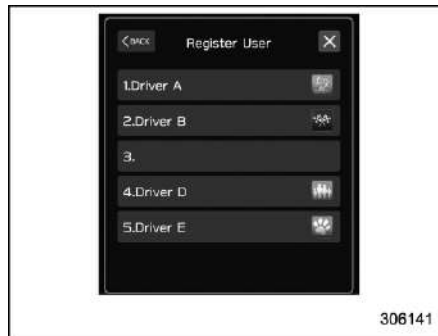 BACK Register User
1.Driver A
2.Driver B
3.
4.Driver D
5.Driver E
306141